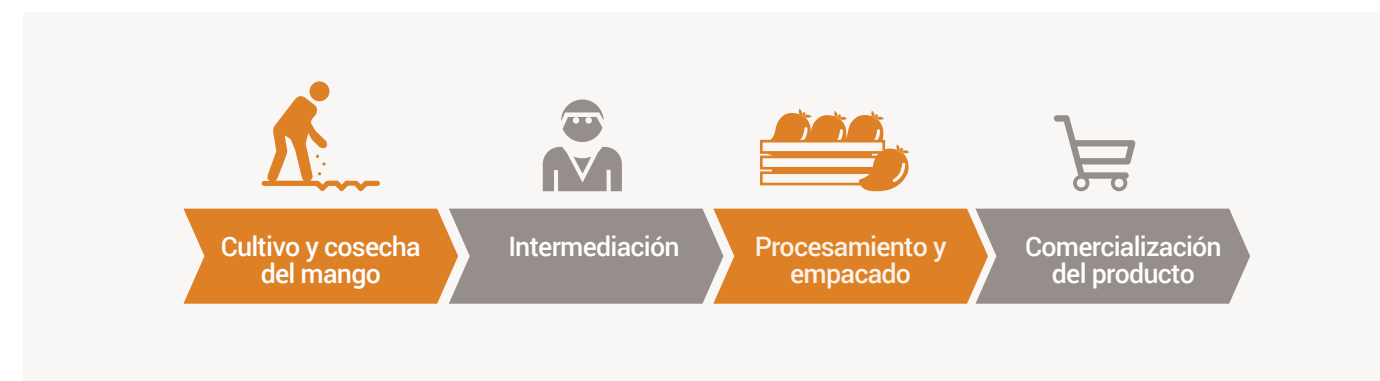 Cultivo y cosecha
del mango
Intermediación
Procesamiento y
empacado
Comercialización
del producto